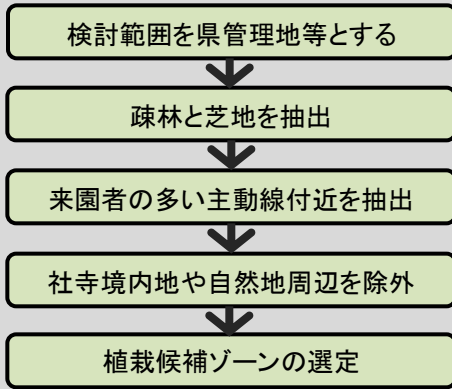 検討範囲を県管理地等とする
疎林と芝地を抽出
来園者の多い主動線付近を抽出
社寺境内地や自然地周辺を除外
植栽候補ゾーンの選定